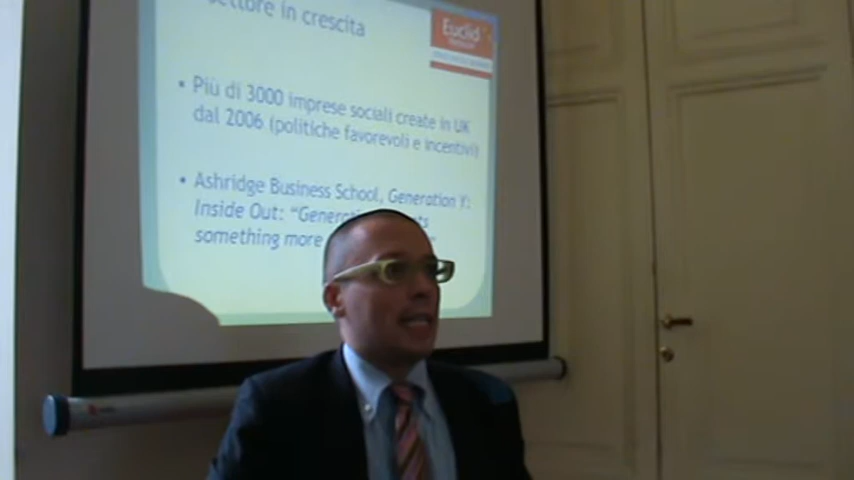 settore in crescita
Euclid
• Più di 3000 imprese sociali create in UK
dal 2006 (politiche favorevoli e incentivi)
• Ashridge Business School, Generation Y:
Inside Out: "Generation
something more